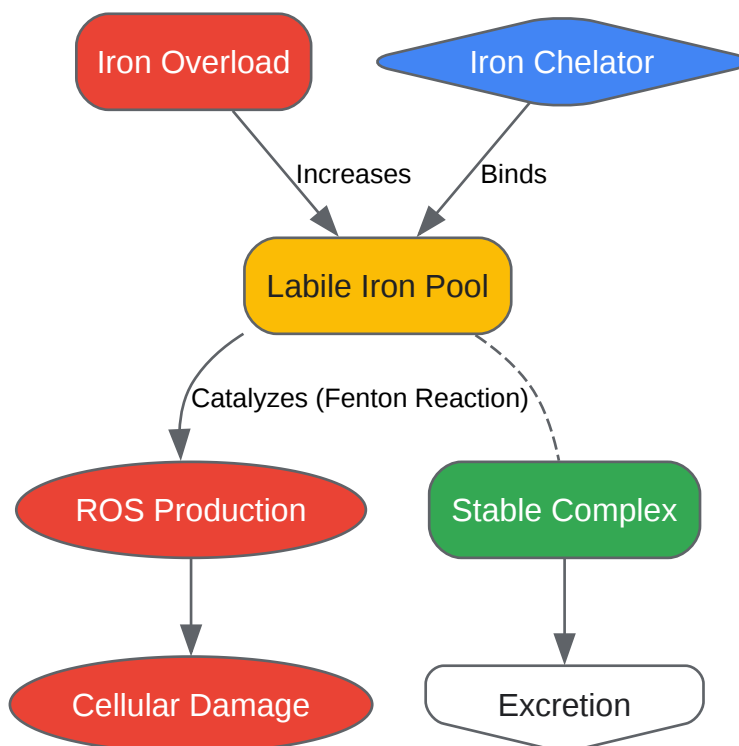 Iron Overload
Iron Chelator
Increases
Binds
Labile Iron Pool
Catalyzes (Fenton Reaction)
ROS Production
Stable Complex
Cellular Damage
Excretion